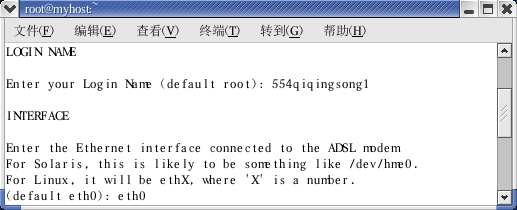 root@myhost:~
文件(F) 编辑(E) 查看(V) 终端(T) 转到(G) 帮助(H)
LOGIN NAME
Enter your Login Name (default root): 554qiqingsong1
INTERFACE
Enter the Ethernet interface connected to the ADSL modem
For Solaris, this is likely to be something like /dev/hme0.
For Linux, it will be ethX, where 'X' is a number.
(default eth0): eth0